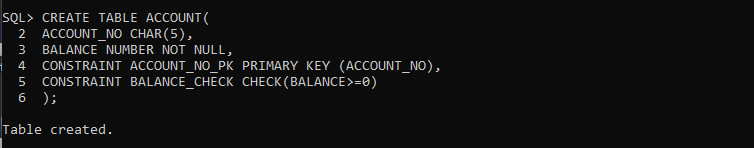 SQL> CREATE TABLE ACCOUNT(
2 ACCOUNT_NO CHAR(5),
3 BALANCE NUMBER NOT NULL,
4 CONSTRAINT ACCOUNT_NO_PK PRIMARY KEY (ACCOUNT_NO),
5 CONSTRAINT BALANCE_CHECK CHECK(BALANCE>=0)
6 );
Table created.